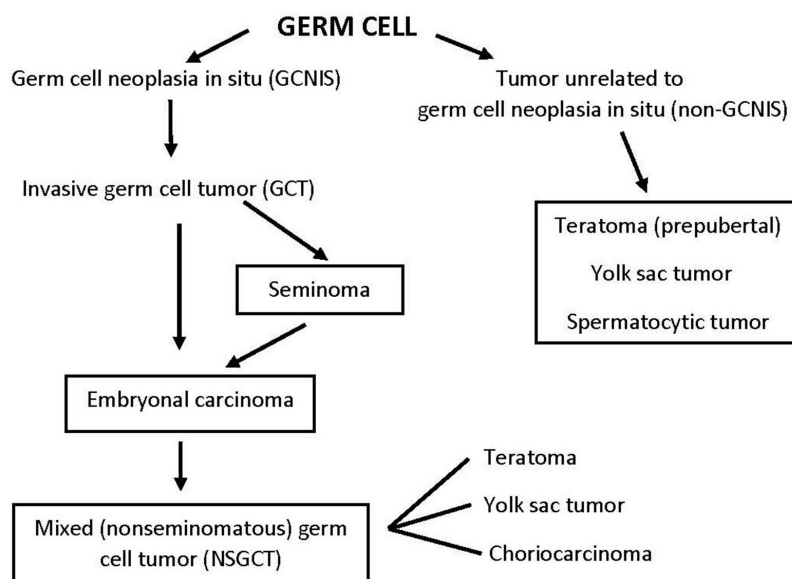 GERM CELL
Germ cell neoplasia in situ (GCNIS)
Tumor unrelated to
germ cell neoplasia in situ (non-GCNIS)
Invasive germ cell tumor (GCT)
Teratoma (prepubertal)
Yolk sac tumor
Spermatocytic tumor
Seminoma
Embryonal carcinoma
Mixed (nonseminomatous) germ
cell tumor (NSGCT)
Teratoma
Yolk sac tumor
Choriocarcinoma